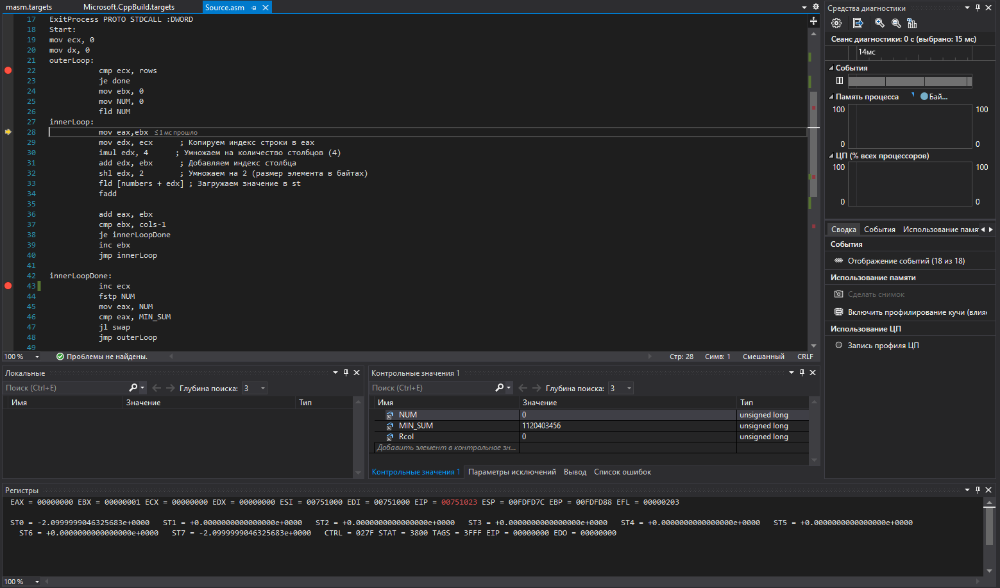 masm.targets Microsoft.CppBuild.targets Source.asm
17 ExitProcess PROTO STDCALL :DWORD
18 Start:
19 mov ecx, 0
20 mov dx, 0
21 outerLoop:
22 cmp ecx, rows
23 je done
24 mov ebx, 0
25 mov NUM, 0
26 fld NUM
27 innerLoop:
28 mov eax,ebx ≤ 1 мс прошло
29 mov edx, ecx ; Копируем индекс строки в eax
30 imul edx, 4 ; Умножаем на количество столбцов (4)
31 add edx, ebx ; Добавляем индекс столбца
32 shl edx, 2 ; Умножаем на 2 (размер элемента в байтах)
33 fld [numbers + edx] ; Загружаем значение в st
34 fadd
35
36 add eax, ebx
37 cmp ebx, cols-1
38 je innerLoopDone
39 inc ebx
40 jmp innerLoop
41
42 innerLoopDone:
43 inc ecx
44 fstp NUM
45 mov eax, NUM
46 cmp eax, MIN_SUM
47 jl swap
48 jmp outerLoop
49
100 % Проблемы не найдены. Стр: 28 Симв: 1 Смешанный CRLF
Средства диагностики
Сеанс диагностики: 0 с (выбрано: 15 мс)
14мс
События
Память процесса Бай...
100 100
0 0
ЦП (% всех процессоров)
100 100
0 0
Сводка События Использование памят
События
Отображение событий (18 из 18)
Использование памяти
Сделать снимок
Включить профилирование кучи (влияе
Использование ЦП
Запись профиля ЦП
Локальные
Поиск (Ctrl+E) Глубина поиска: 3
Имя Значение Тип
Контрольные значения 1
Поиск (Ctrl+E) Глубина поиска: 3
Имя Значение Тип
NUM 0 unsigned long
MIN_SUM 1120403456 unsigned long
Rcol 0 unsigned long
Добавить элемент в контрольное зн...
Контрольные значения 1 Параметры исключений Вывод Список ошибок
Регистры
EAX = 00000000 EBX = 00000001 ECX = 00000000 EDX = 00000000 ESI = 00751000 EDI = 00751000 EIP = 00751023 ESP = 00FDFD7C EBP = 00FDFD88 EFL = 00000203
ST0 = -2.0999999046325683e+0000 ST1 = +0.0000000000000000e+0000 ST2 = +0.0000000000000000e+0000 ST3 = +0.0000000000000000e+0000 ST4 = +0.0000000000000000e+0000 ST5 = +0.0000000000000000e+0000
ST6 = +0.0000000000000000e+0000 ST7 = -2.0999999046325683e+0000 CTRL = 027F STAT = 3800 TAGS = 3FFF EIP = 00000000 EDO = 00000000
100 %